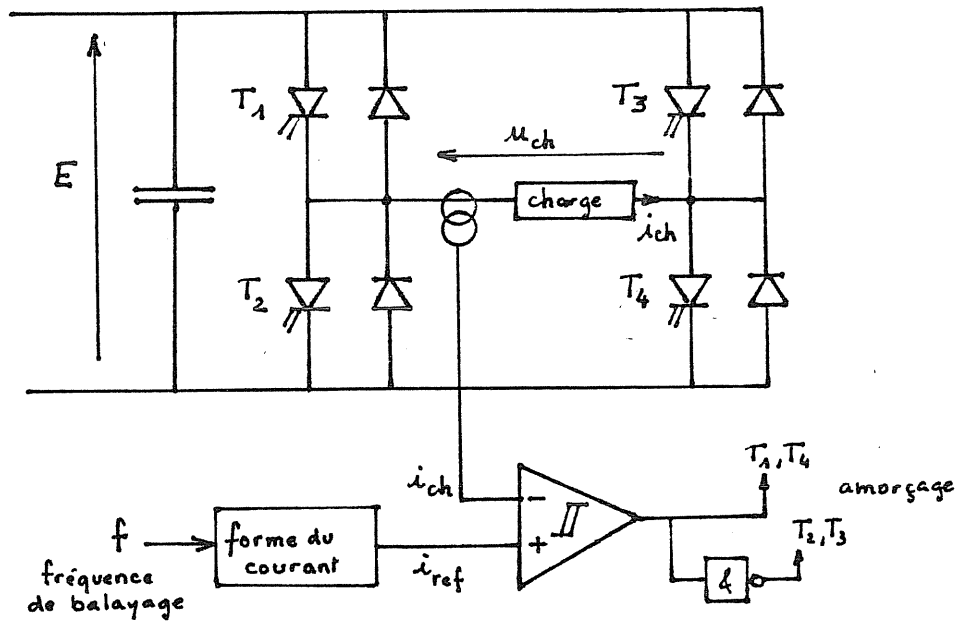 T1
T3
E
uch
charge
ich
T2
T4
ich
T1, T4
amorçage
f
forme du
courant
iref
−
+
T2, T3
fréquence
de balayage
&